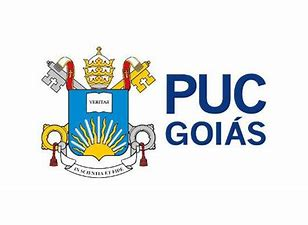 VERITAS
IN SCIENTIA ET FIDE
PUC
GOIÁS